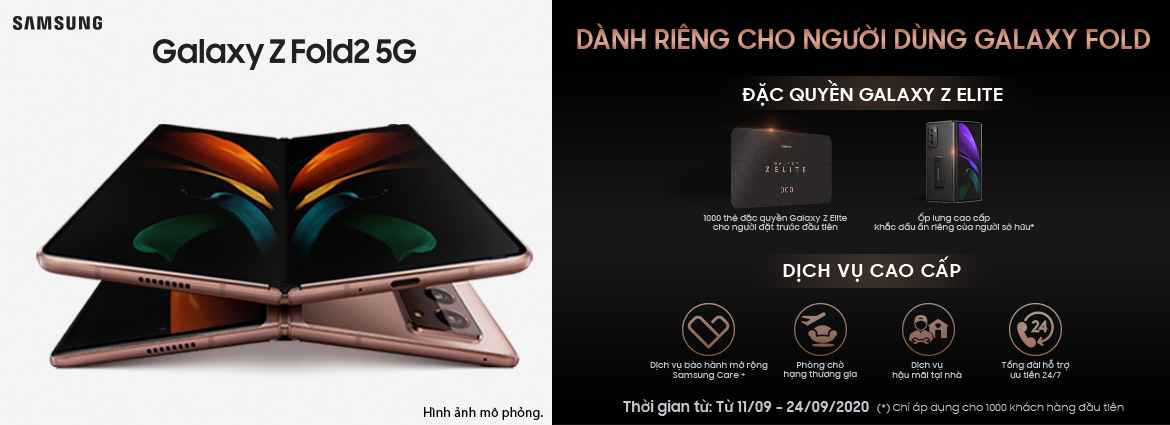 SAMSUNG
Galaxy Z Fold2 5G
Hình ảnh mô phỏng.
DÀNH RIÊNG CHO NGƯỜI DÙNG GALAXY FOLD
ĐẶC QUYỀN GALAXY Z ELITE
Z ELITE
1000 thẻ đặc quyền Galaxy Z Elite
cho người đặt trước đầu tiên
Ốp lưng cao cấp
khắc dấu ấn riêng của người sở hữu*
DỊCH VỤ CAO CẤP
Dịch vụ bảo hành mở rộng
Samsung Care +
Phòng chờ
hạng thương gia
Dịch vụ
hậu mãi tại nhà
24
Tổng đài hỗ trợ
ưu tiên 24/7
Thời gian từ: Từ 11/09 - 24/09/2020 (*) Chỉ áp dụng cho 1000 khách hàng đầu tiên